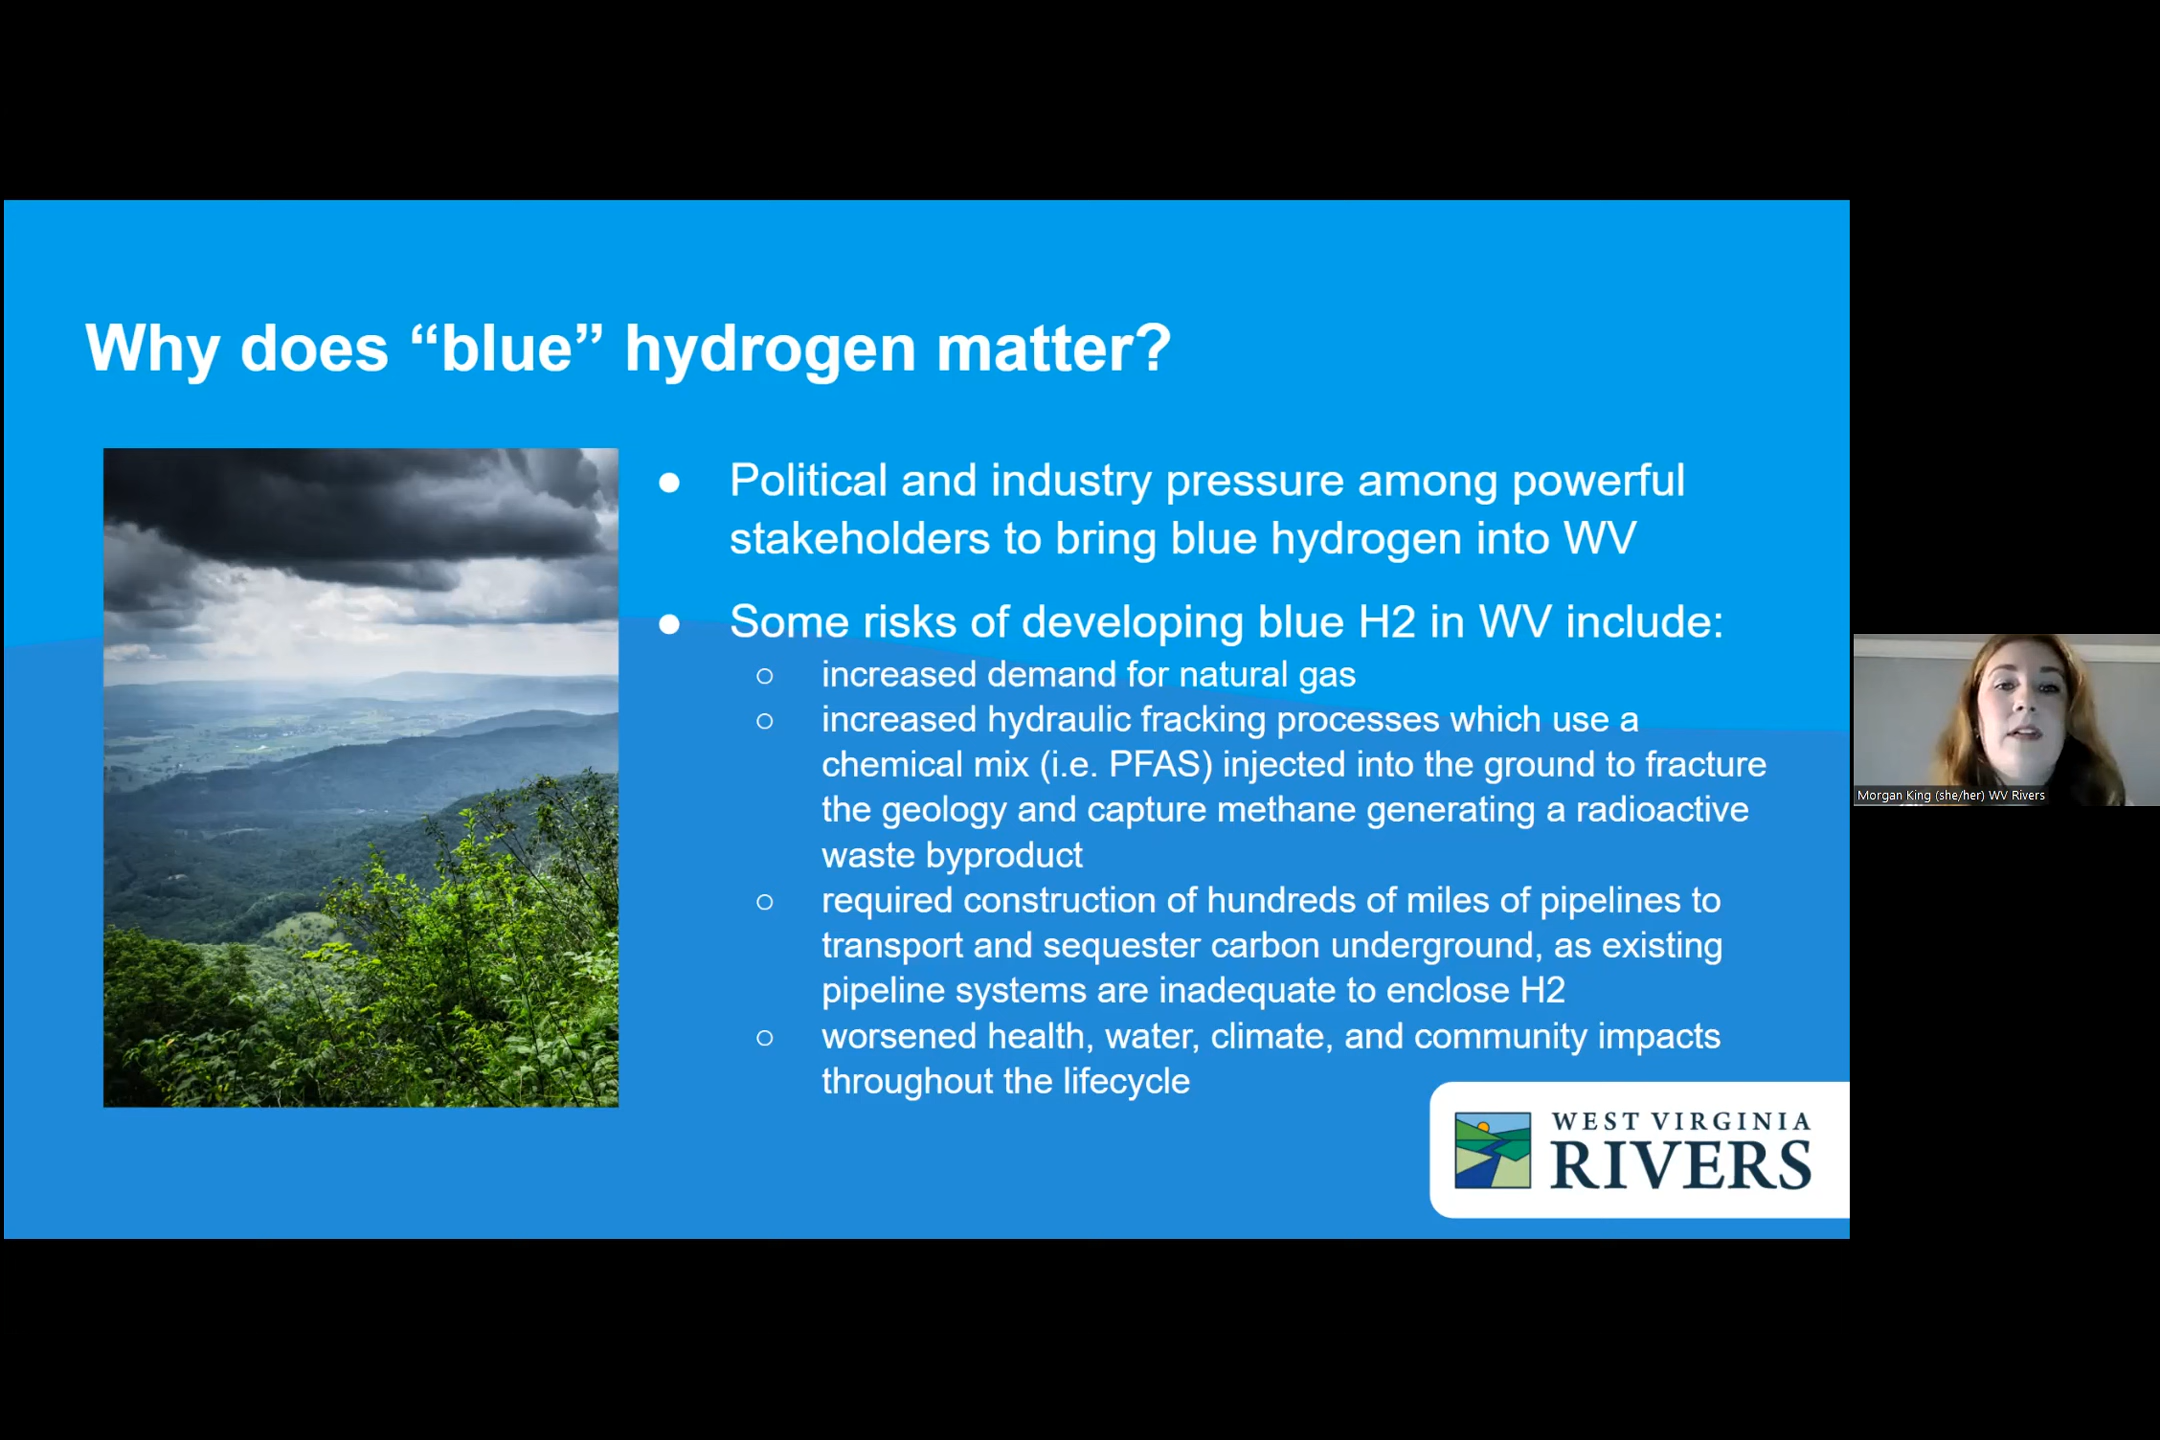 Why does “blue” hydrogen matter?
● Political and industry pressure among powerful
stakeholders to bring blue hydrogen into WV
● Some risks of developing blue H2 in WV include:
○ increased demand for natural gas
○ increased hydraulic fracking processes which use a
chemical mix (i.e. PFAS) injected into the ground to fracture
the geology and capture methane generating a radioactive
waste byproduct
○ required construction of hundreds of miles of pipelines to
transport and sequester carbon underground, as existing
pipeline systems are inadequate to enclose H2
○ worsened health, water, climate, and community impacts
throughout the lifecycle
WEST VIRGINIA
RIVERS
Morgan King (she/her) WV Rivers